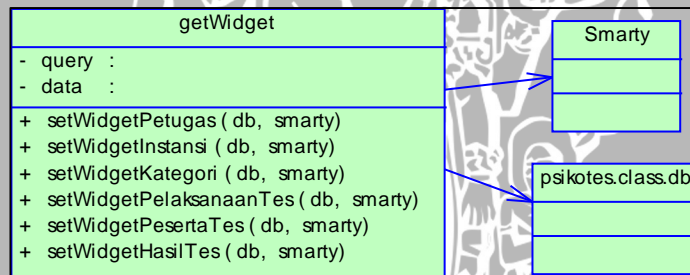 getWidget
- query :
- data :
+ setWidgetPetugas ( db, smarty)
+ setWidgetInstansi ( db, smarty)
+ setWidgetKategori ( db, smarty)
+ setWidgetPelaksanaanTes ( db, smarty)
+ setWidgetPesertaTes ( db, smarty)
+ setWidgetHasilTes ( db, smarty)
Smarty
psikotes.class.db